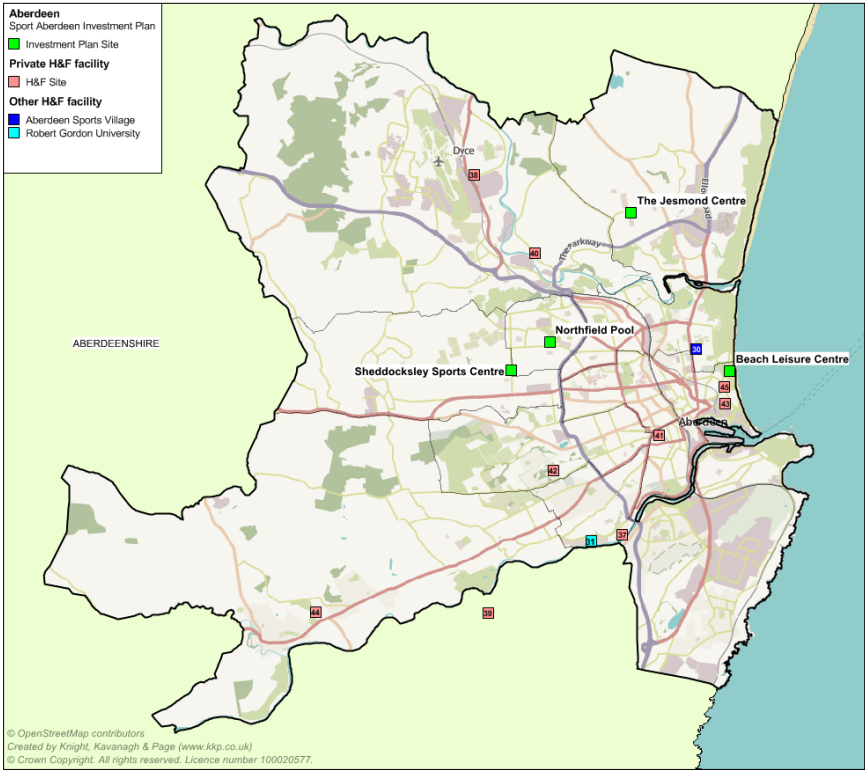 Aberdeen
Sport Aberdeen Investment Plan
Investment Plan Site
Private H&F facility
H&F Site
Other H&F facility
Aberdeen Sports Village
Robert Gordon University
Dyce
38
The Jesmond Centre
Ellon Road
The Parkway
40
Northfield Pool
ABERDEENSHIRE
30
Beach Leisure Centre
Sheddocksley Sports Centre
45
43
Aberdeen
41
42
37
31
44
39
© OpenStreetMap contributors
Created by Knight, Kavanagh & Page (www.kkp.co.uk)
© Crown Copyright. All rights reserved. Licence number 100020577.